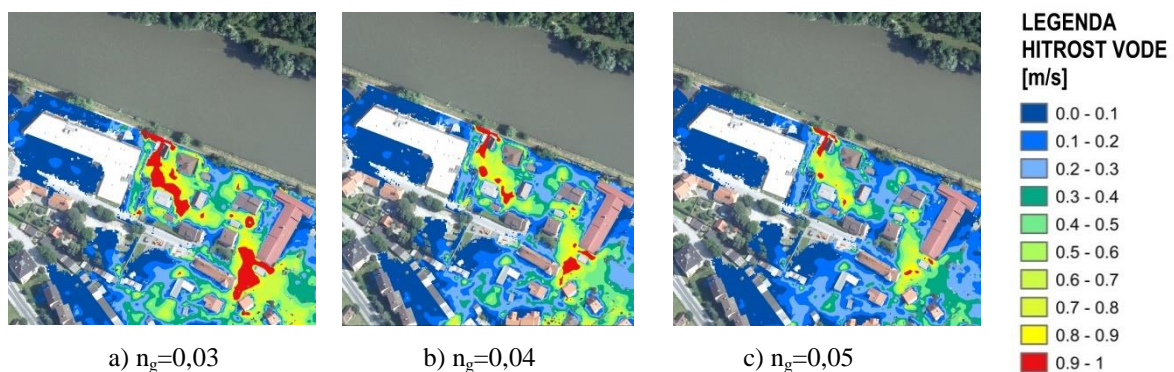 LEGENDA
HITROST VODE
[m/s]
0.0 - 0.1
0.1 - 0.2
0.2 - 0.3
0.3 - 0.4
0.4 - 0.5
0.5 - 0.6
0.6 - 0.7
0.7 - 0.8
0.8 - 0.9
0.9 - 1
a) ng=0,03
b) ng=0,04
c) ng=0,05